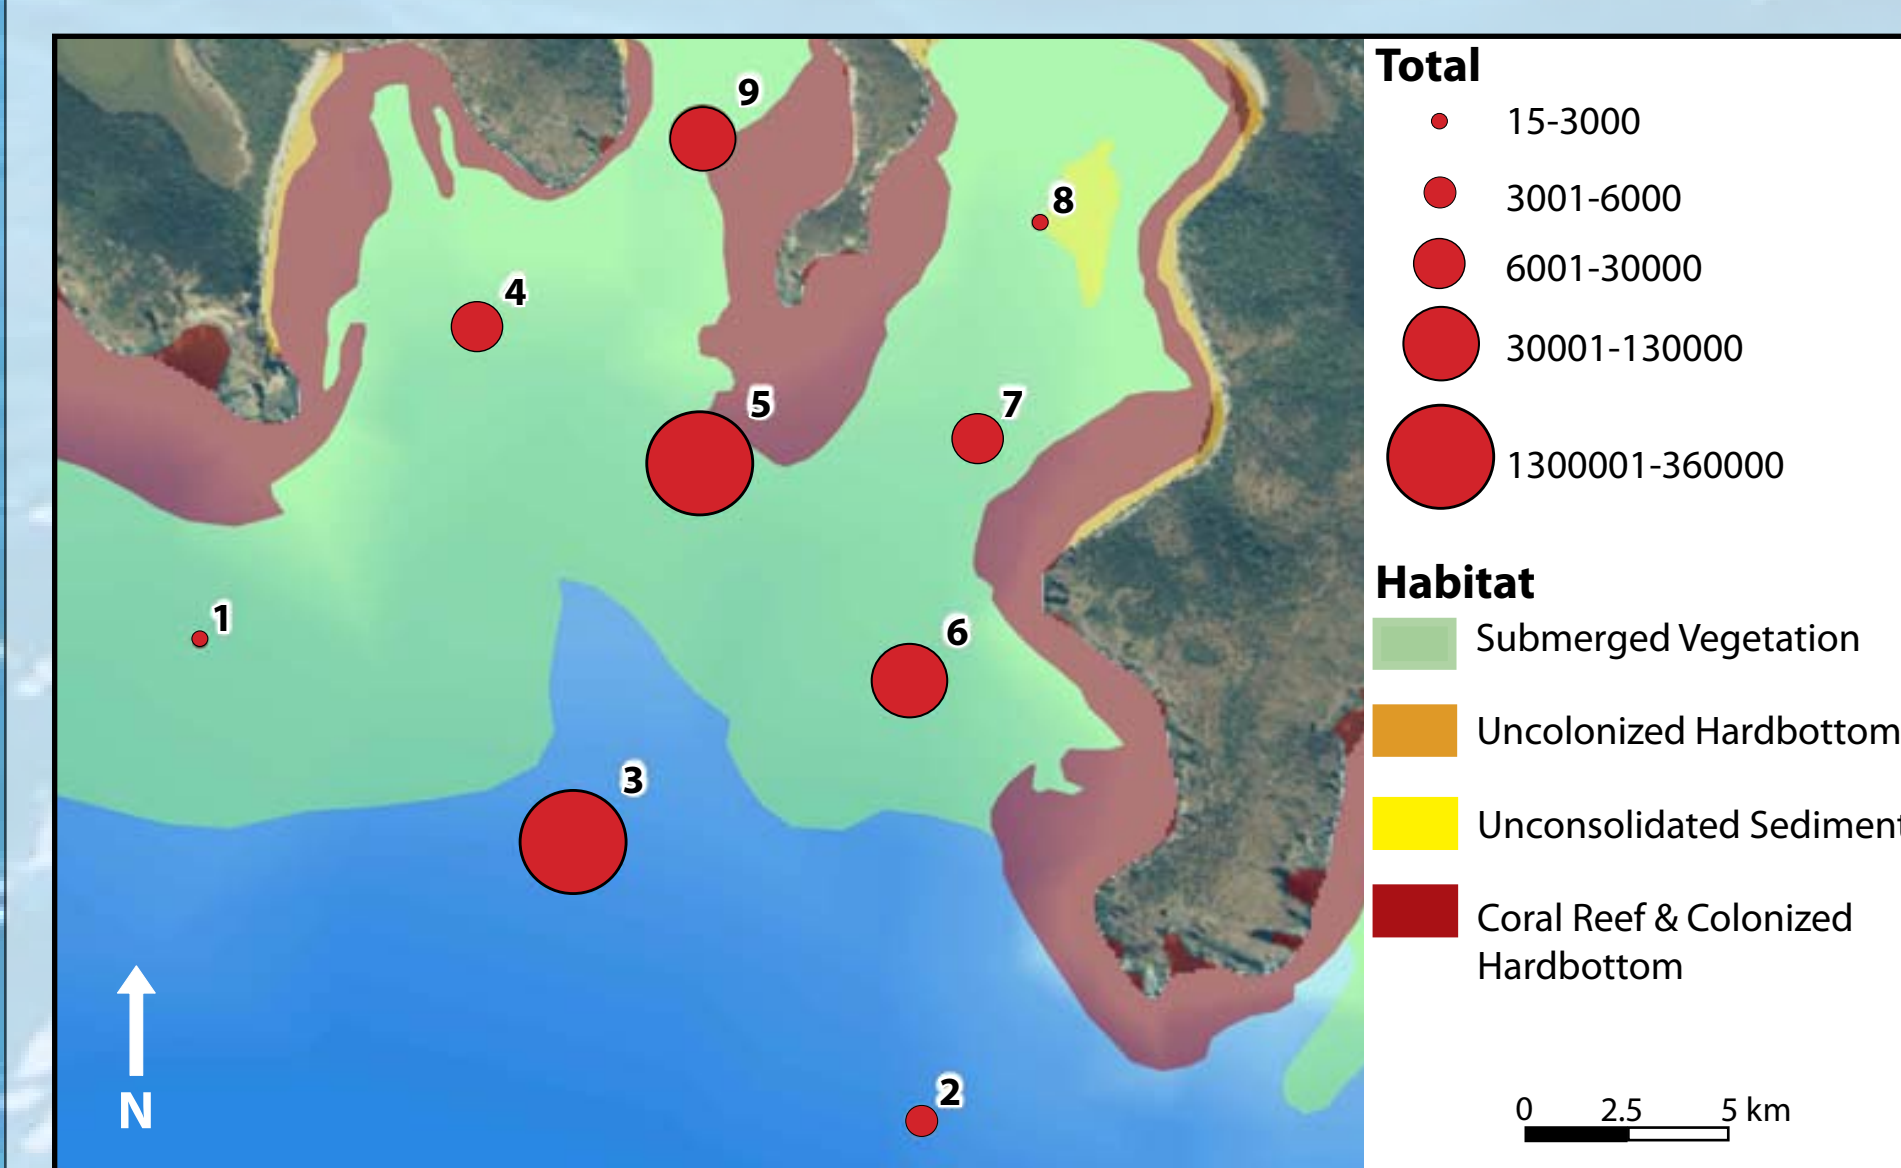 Total
15-3000
3001-6000
6001-30000
30001-130000
1300001-360000
Habitat
Submerged Vegetation
Uncolonized Hardbottom
Unconsolidated Sediment
Coral Reef & Colonized
Hardbottom
0 2.5 5 km
9
8
4
5
7
1
6
3
2
N